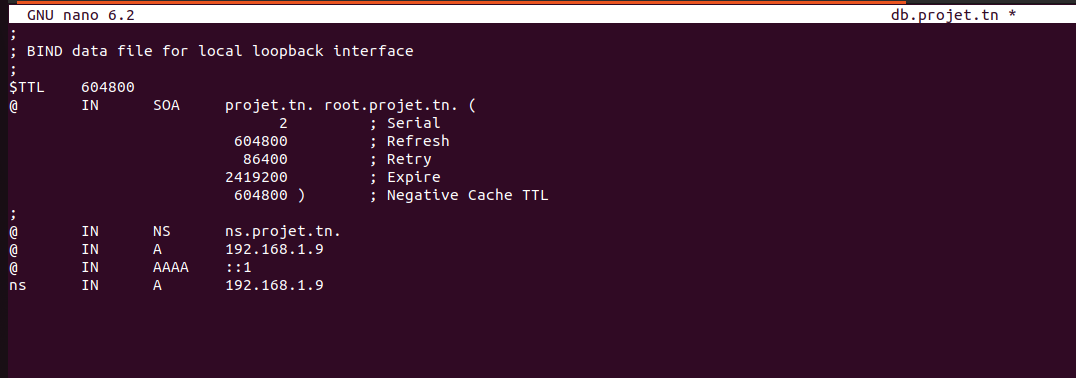 GNU nano 6.2 db.projet.tn *
;
; BIND data file for local loopback interface
;
$TTL    604800
@       IN      SOA     projet.tn. root.projet.tn. (
                              2         ; Serial
                         604800         ; Refresh
                          86400         ; Retry
                        2419200         ; Expire
                         604800 )       ; Negative Cache TTL
;
@       IN      NS      ns.projet.tn.
@       IN      A       192.168.1.9
@       IN      AAAA    ::1
ns      IN      A       192.168.1.9